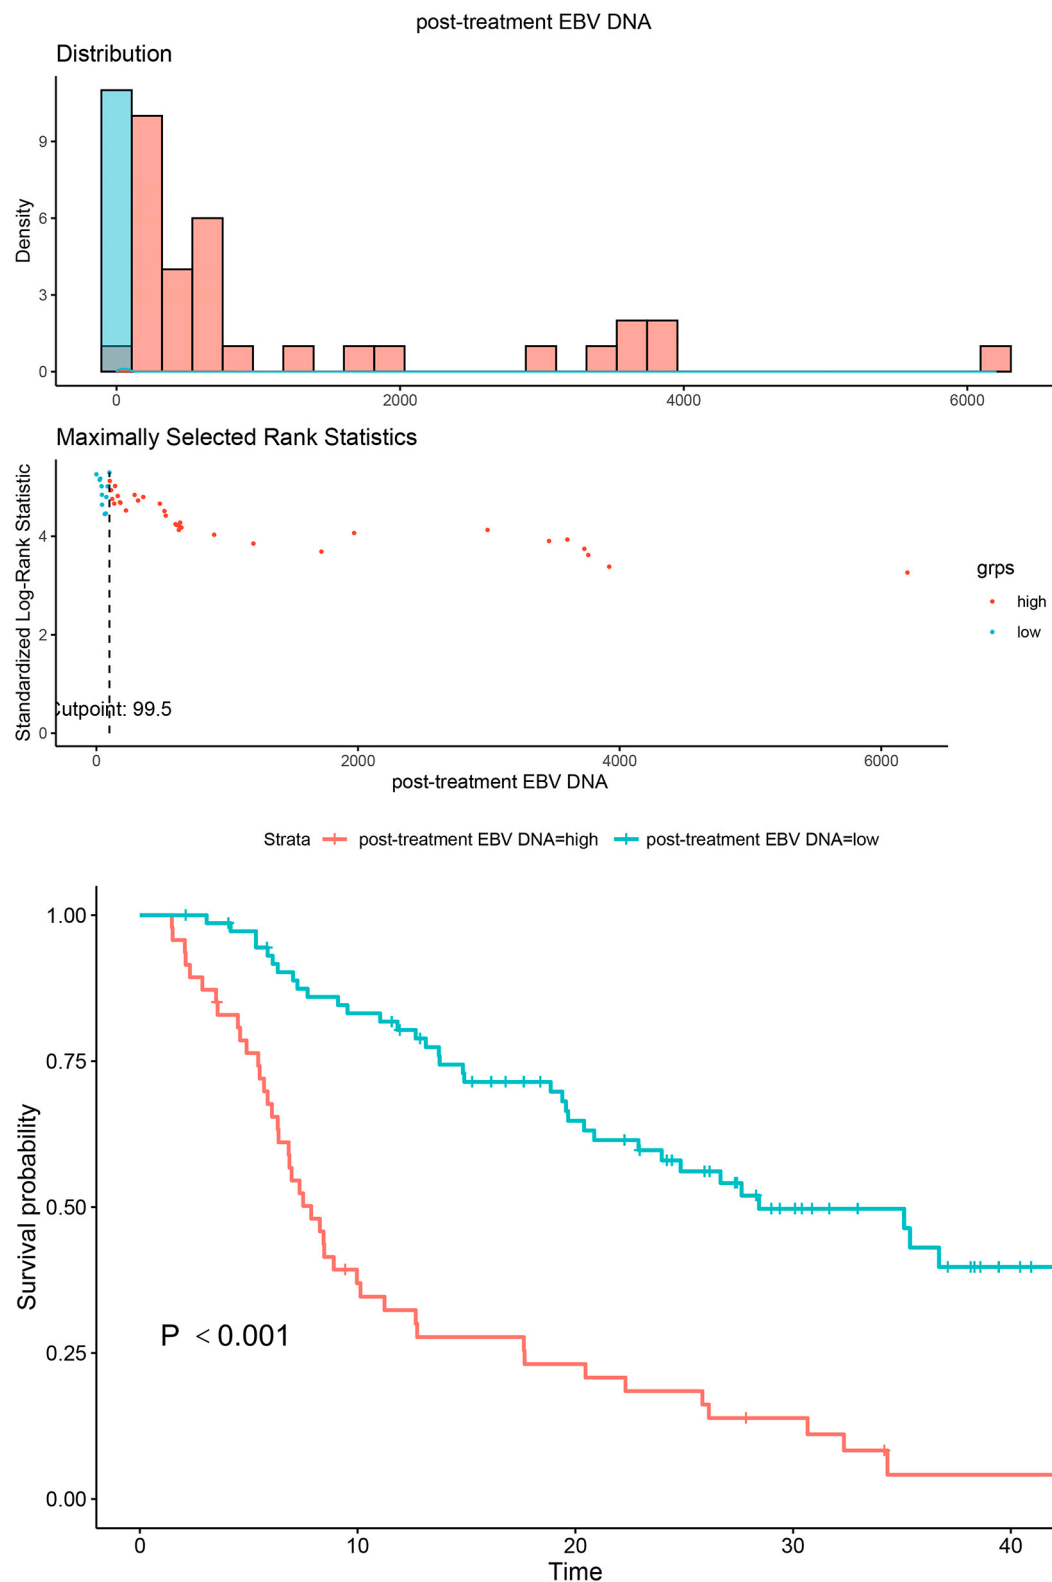 post-treatment EBV DNA
Distribution
Density
9
6
3
0
0 2000 4000 6000
Maximally Selected Rank Statistics
Standardized Log-Rank Statistic
4
2
0
utpoint: 99.5
0 2000 4000 6000
post-treatment EBV DNA
grps
high
low
Strata post-treatment EBV DNA=high post-treatment EBV DNA=low
Survival probability
1.00
0.75
0.50
0.25
0.00
P < 0.001
0 10 20 30 40
Time